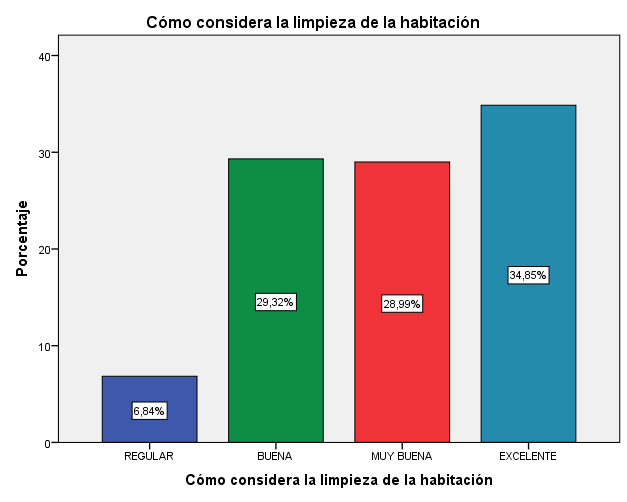 Cómo considera la limpieza de la habitación
Porcentaje
40
30
20
10
0
6,84%
29,32%
28,99%
34,85%
REGULAR
BUENA
MUY BUENA
EXCELENTE
Cómo considera la limpieza de la habitación